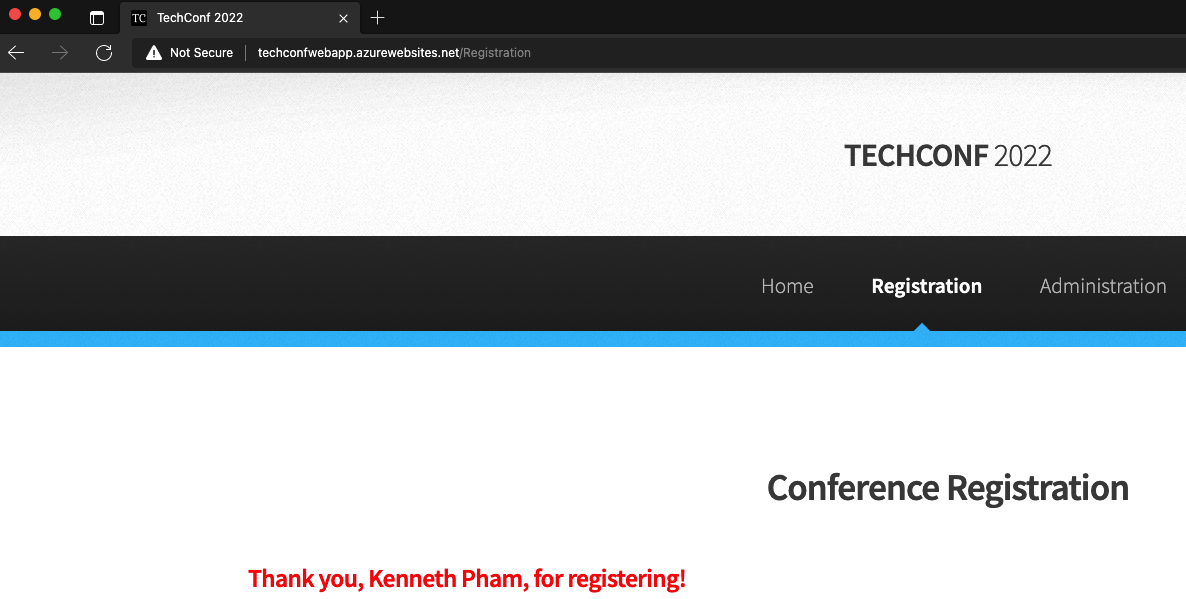 TC TechConf 2022
Not Secure techconfwebapp.azurewebsites.net/Registration
TECHCONF 2022
Home Registration Administration
Conference Registration
Thank you, Kenneth Pham, for registering!